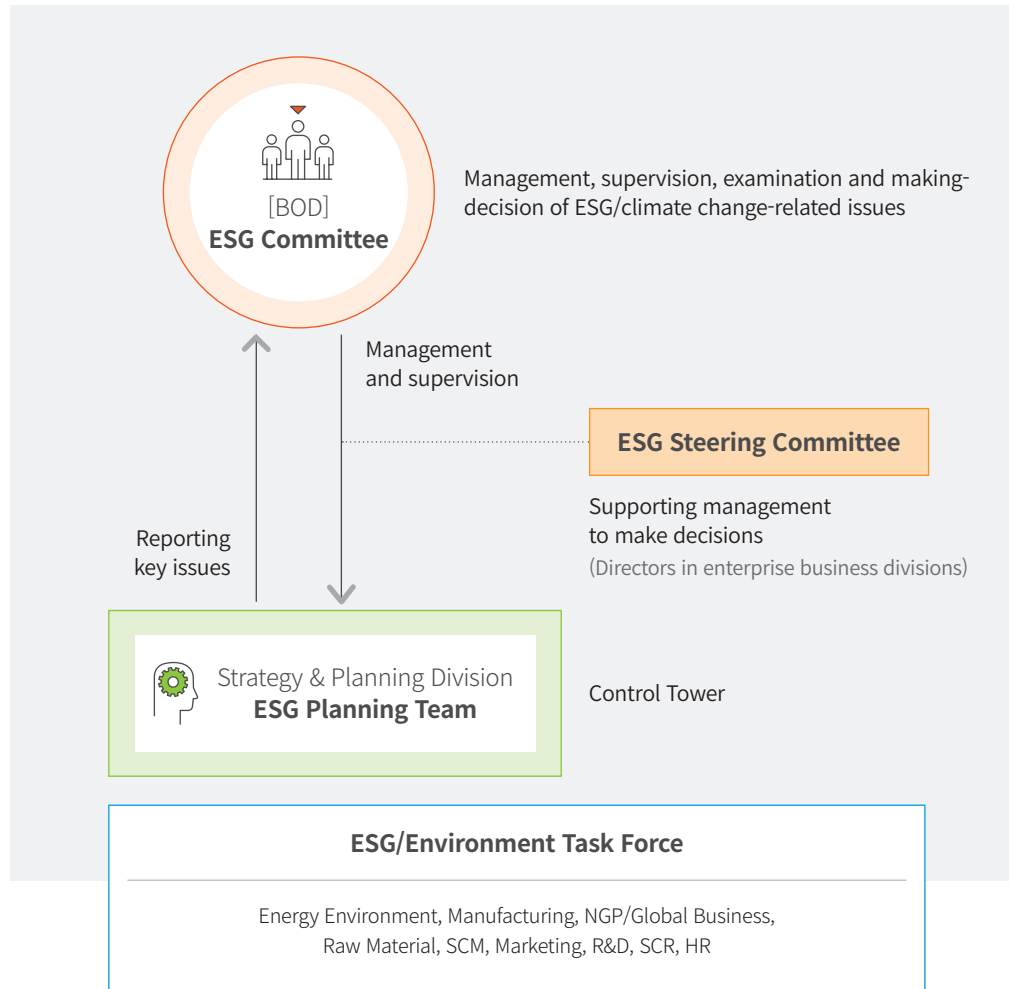 [BOD]
ESG Committee
Management, supervision, examination and making-
decision of ESG/climate change-related issues
Management
and supervision
ESG Steering Committee
Supporting management
to make decisions
(Directors in enterprise business divisions)
Reporting
key issues
Strategy & Planning Division
ESG Planning Team
Control Tower
ESG/Environment Task Force
Energy Environment, Manufacturing, NGP/Global Business,
Raw Material, SCM, Marketing, R&D, SCR, HR